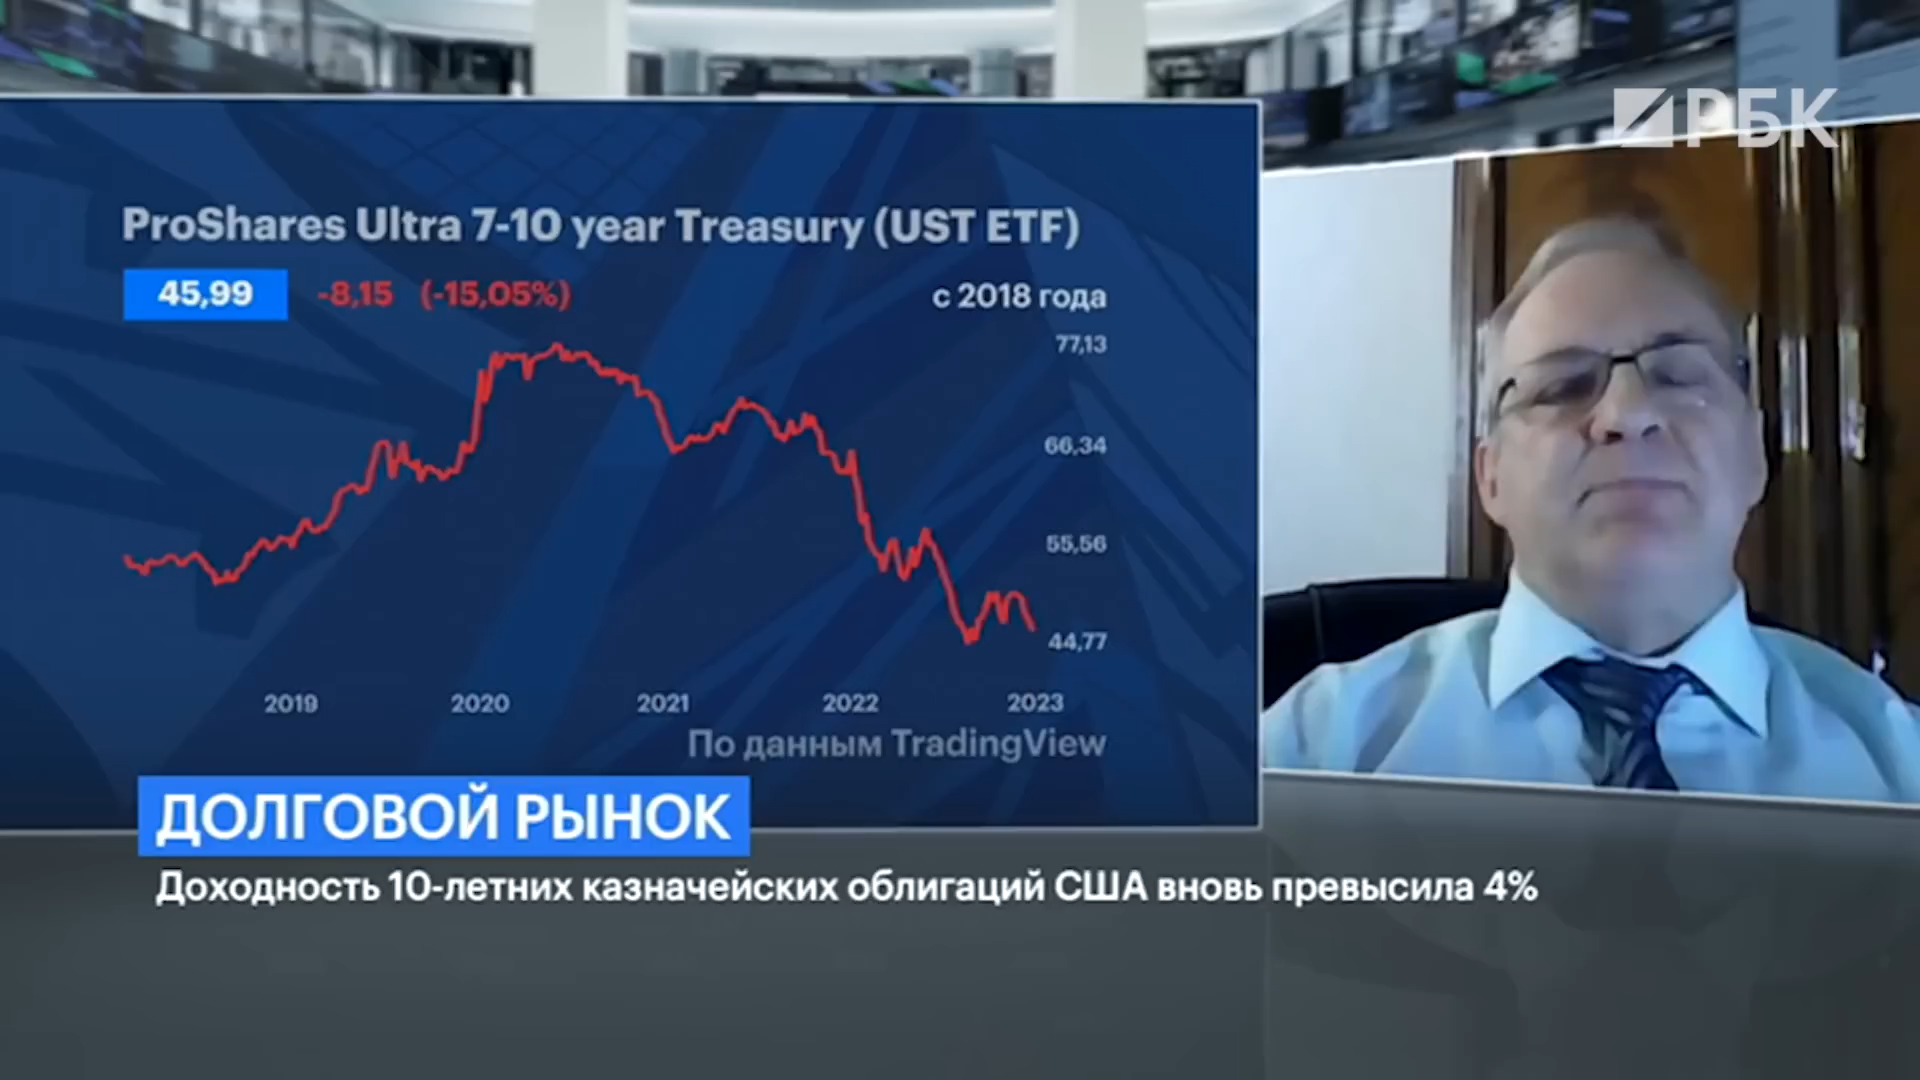 РБК
ProShares Ultra 7-10 year Treasury (UST ETF)
45,99 -8,15 (-15,05%) с 2018 года
77,13
66,34
55,56
44,77
2019 2020 2021 2022 2023
По данным TradingView
ДОЛГОВОЙ РЫНОК
Доходность 10-летних казначейских облигаций США вновь превысила 4%